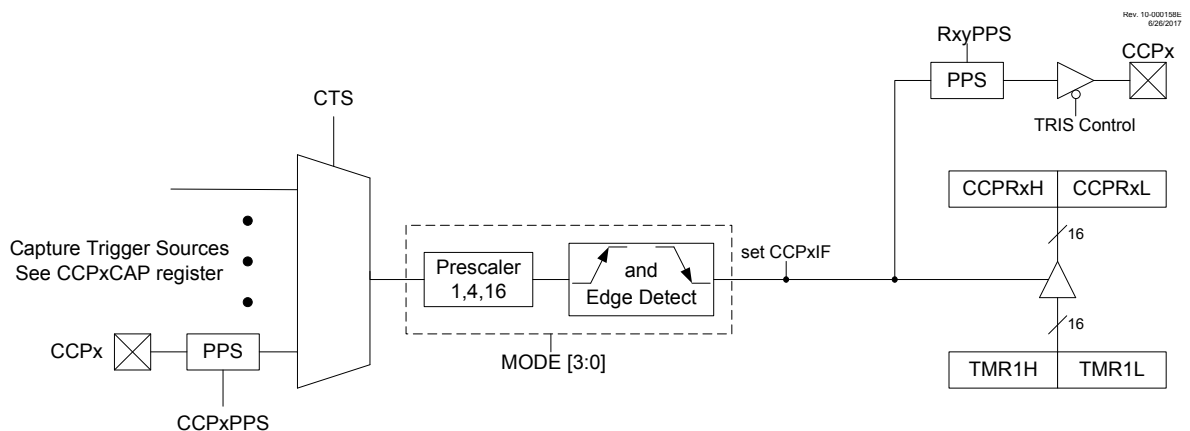 Rev. 10-000158E
6/26/2017
RxyPPS
CCPx
PPS
TRIS Control
CTS
CCPRxH
CCPRxL
16
Capture Trigger Sources
See CCPxCAP register
Prescaler
1,4,16
and
Edge Detect
set CCPxIF
16
MODE [3:0]
TMR1H
TMR1L
CCPx
PPS
CCPxPPS